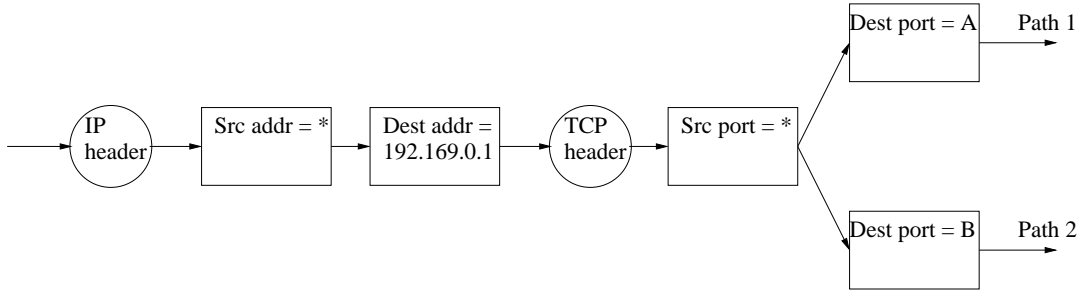 IP
header
Src addr = *
Dest addr =
192.169.0.1
TCP
header
Src port = *
Dest port = A
Path 1
Dest port = B
Path 2